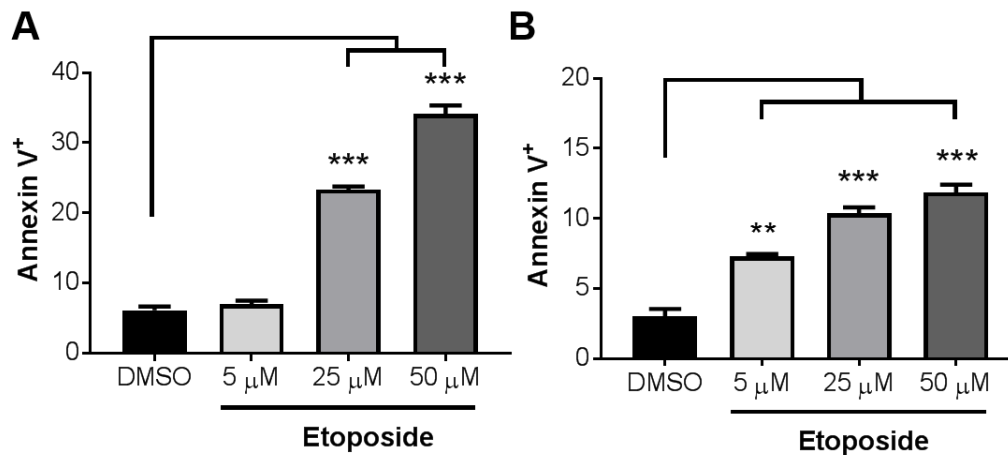 A
Annexin V⁺
40
30
20
10
0
***
***
DMSO
5 μM
25 μM
50 μM
Etoposide
B
Annexin V⁺
20
15
10
5
0
**
***
***
DMSO
5 μM
25 μM
50 μM
Etoposide